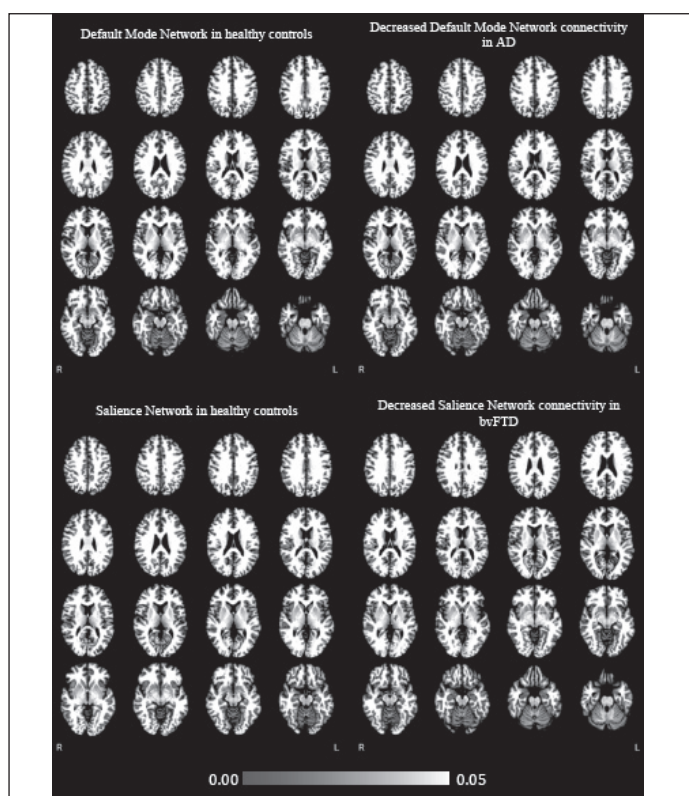 Default Mode Network in healthy controls
Decreased Default Mode Network connectivity
in AD
R
L
R
L
Salience Network in healthy controls
Decreased Salience Network connectivity in
bvFTD
R
L
R
L
0.00
0.05